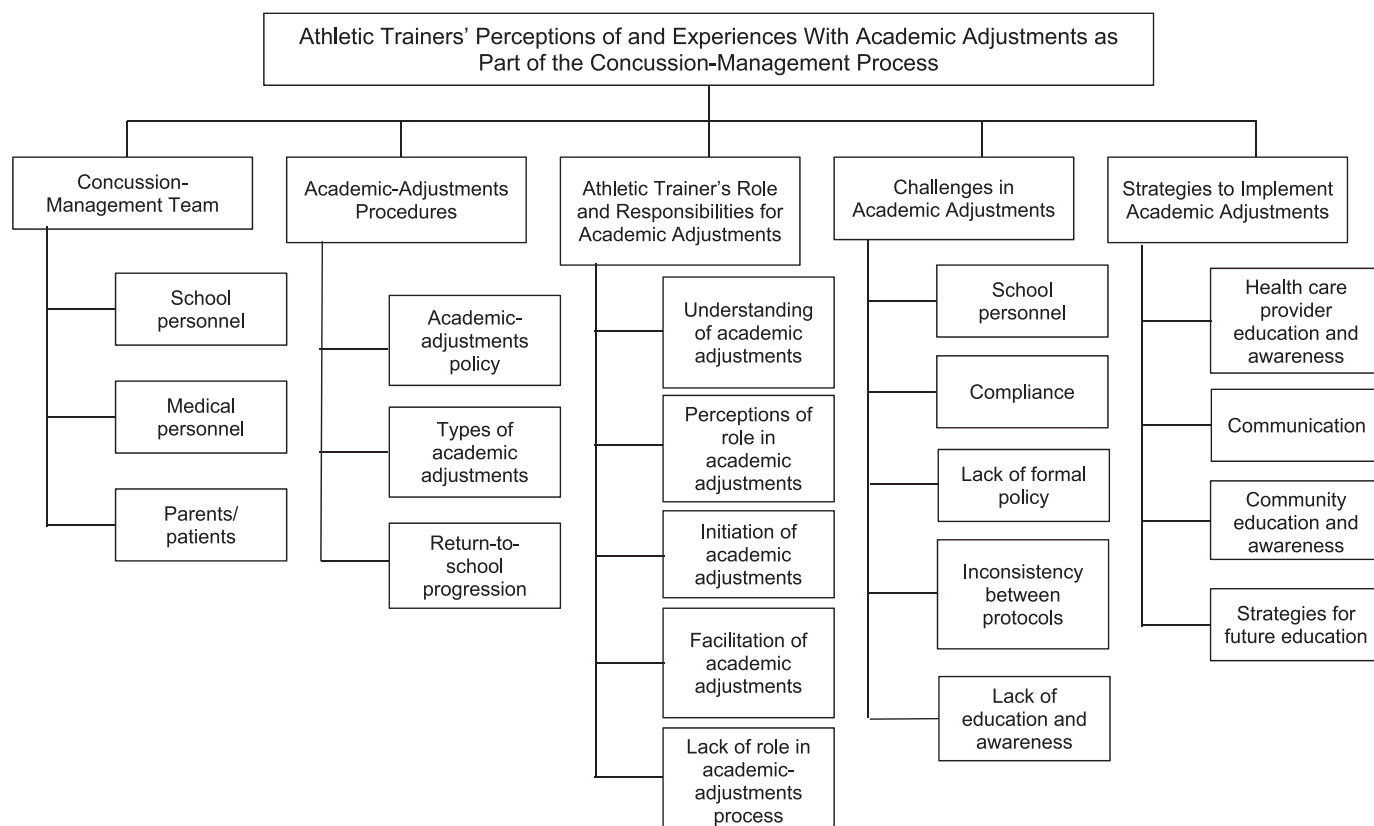 Athletic Trainers’ Perceptions of and Experiences With Academic Adjustments as
Part of the Concussion-Management Process
Concussion-
Management Team
School
personnel
Medical
personnel
Parents/
patients
Academic-Adjustments
Procedures
Academic-
adjustments
policy
Types of
academic
adjustments
Return-to-
school
progression
Athletic Trainer’s Role
and Responsibilities for
Academic Adjustments
Understanding
of academic
adjustments
Perceptions of
role in
academic
adjustments
Initiation of
academic
adjustments
Facilitation of
academic
adjustments
Lack of role in
academic-
adjustments
process
Challenges in
Academic Adjustments
School
personnel
Compliance
Lack of formal
policy
Inconsistency
between
protocols
Lack of
education and
awareness
Strategies to Implement
Academic Adjustments
Health care
provider
education and
awareness
Communication
Community
education and
awareness
Strategies for
future education